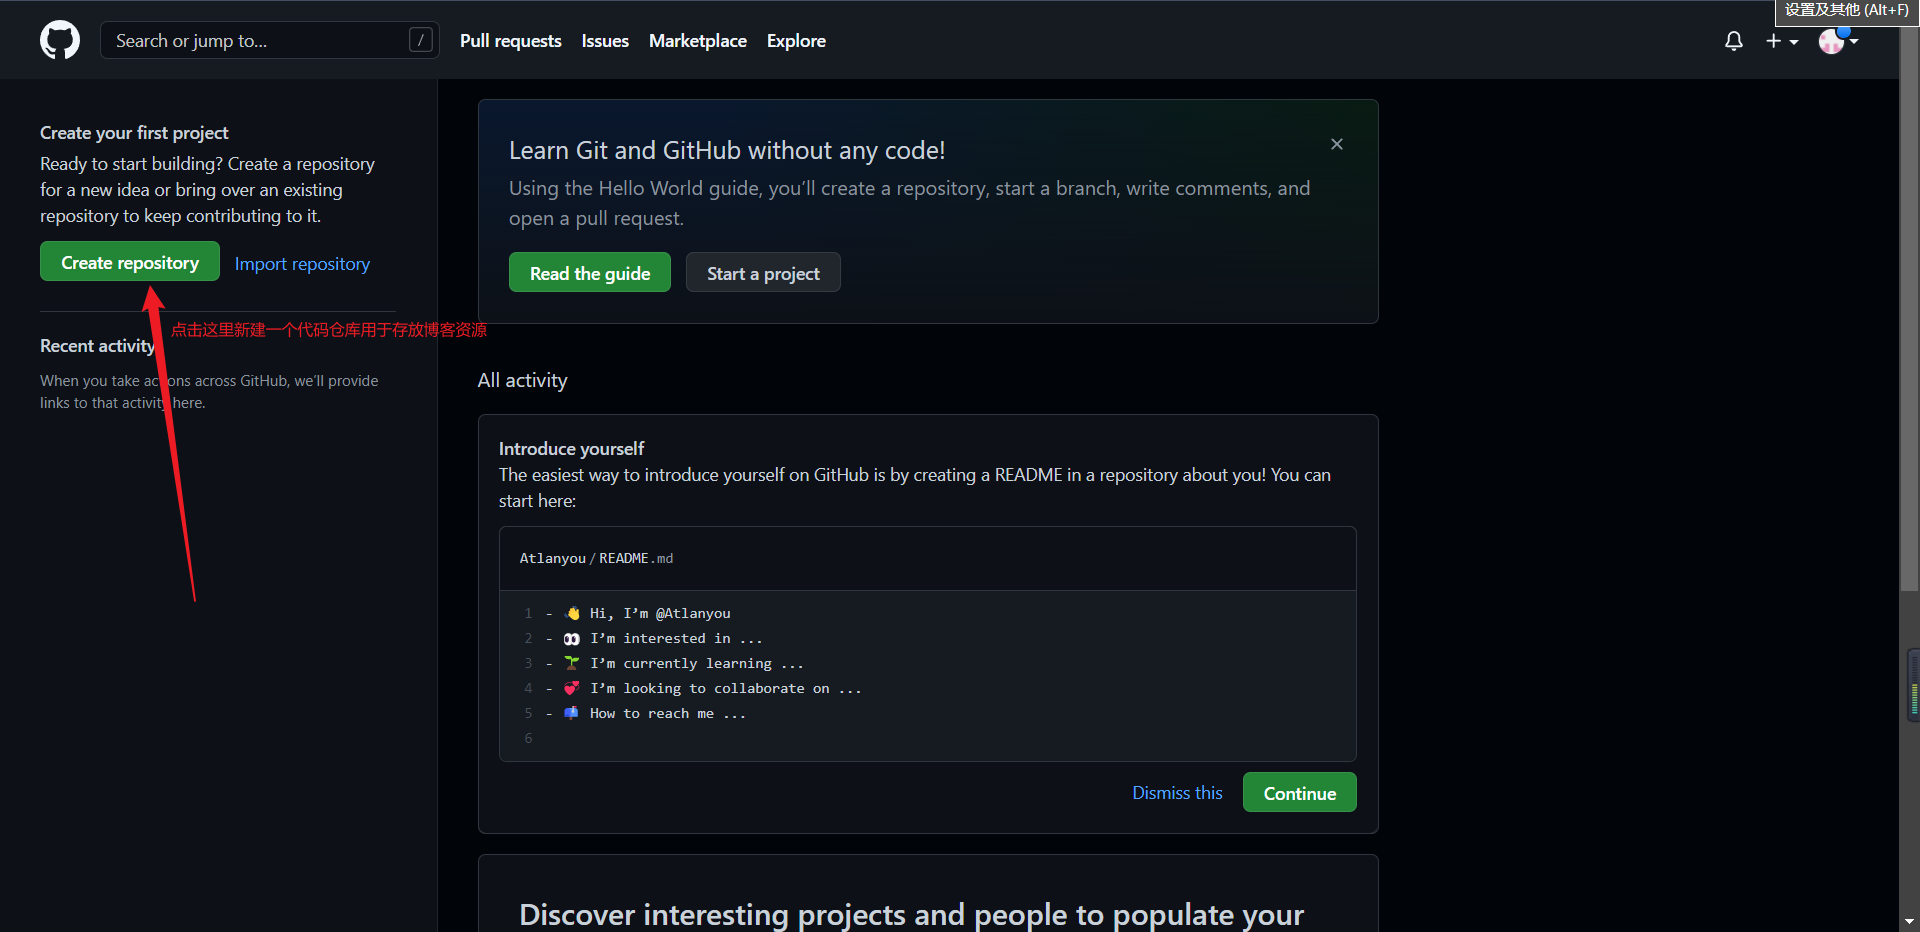 设置及其他 (Alt+F)
Search or jump to... /
Pull requests Issues Marketplace Explore
Create your first project
Ready to start building? Create a repository
for a new idea or bring over an existing
repository to keep contributing to it.
Create repository Import repository
点击这里新建一个代码仓库用于存放博客资源
Recent activity
When you take actions across GitHub, we’ll provide
links to that activity here.
Learn Git and GitHub without any code!
Using the Hello World guide, you’ll create a repository, start a branch, write comments, and
open a pull request.
Read the guide Start a project
All activity
Introduce yourself
The easiest way to introduce yourself on GitHub is by creating a README in a repository about you! You can
start here:
Atlanyou/README.md
1 - 👋 Hi, I’m @Atlanyou
2 - 👀 I’m interested in ...
3 - 🌱 I’m currently learning ...
4 - 💞️ I’m looking to collaborate on ...
5 - 📫 How to reach me ...
6
Dismiss this Continue
Discover interesting projects and people to populate your